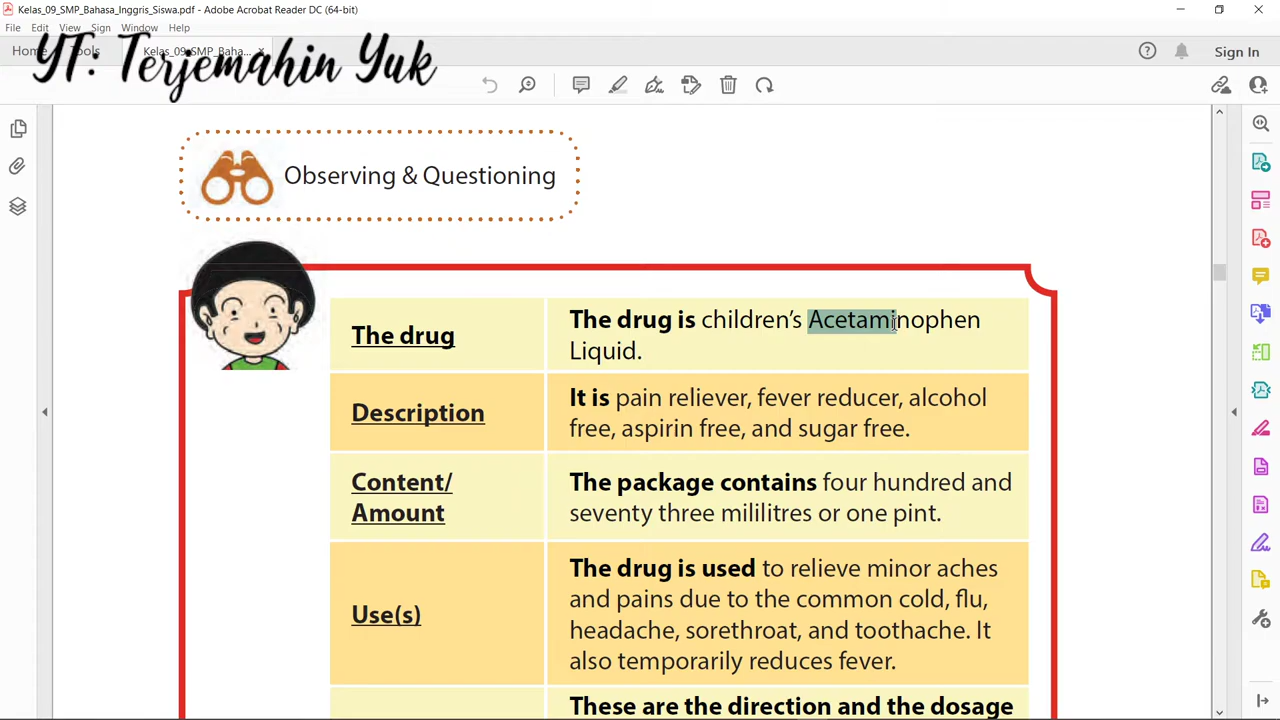 Kelas_09_SMP_Bahasa_Inggris_Siswa.pdf - Adobe Acrobat Reader DC (64-bit)
File Edit View Sign Window Help
Home Tools Kelas_09_SMP_Baha... × Sign In
YT: Terjemahin Yuk
Observing & Questioning
The drug
The drug is children's Acetaminophen
Liquid.
Description
It is pain reliever, fever reducer, alcohol
free, aspirin free, and sugar free.
Content/
Amount
The package contains four hundred and
seventy three mililitres or one pint.
Use(s)
The drug is used to relieve minor aches
and pains due to the common cold, flu,
headache, sorethroat, and toothache. It
also temporarily reduces fever.
These are the direction and the dosage